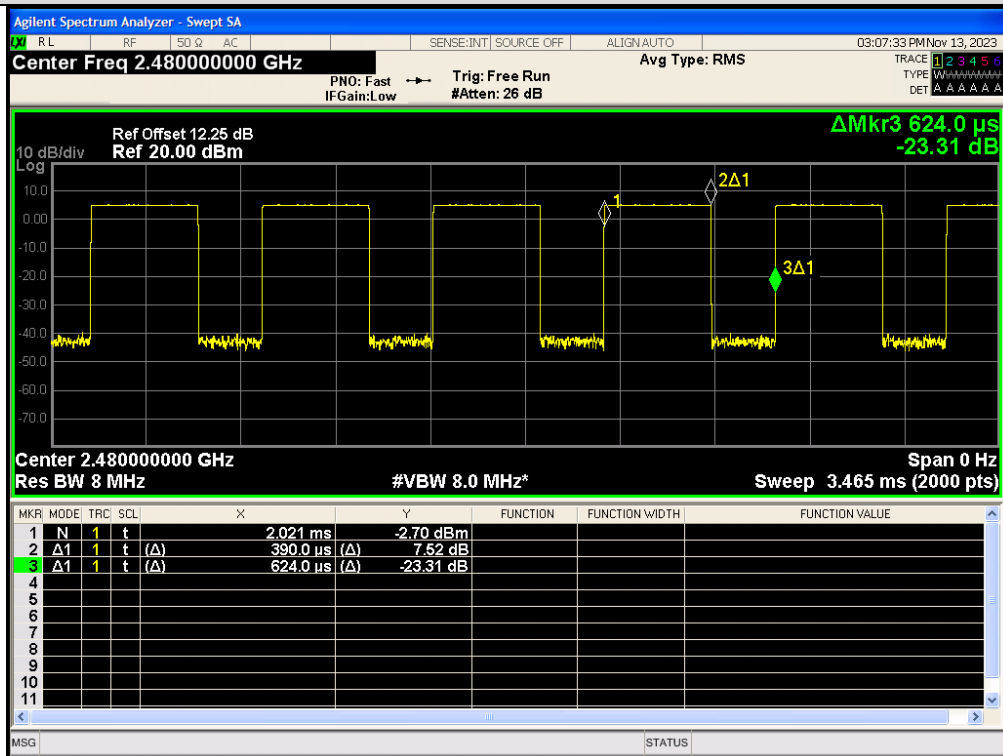 Agilent Spectrum Analyzer - Swept SA
LXI RL RF 50 Ω AC SENSE:INT SOURCE OFF ALIGN AUTO 03:07:33 PM Nov 13, 2023
Center Freq 2.480000000 GHz Avg Type: RMS TRACE 1 2 3 4 5 6
PNO: Fast Trig: Free Run TYPE WWWWWW
IFGain:Low #Atten: 26 dB DET A A A A A A
ΔMkr3 624.0 µs
-23.31 dB
Ref Offset 12.25 dB
10 dB/div Ref 20.00 dBm
Log
10.0
0.00
-10.0
-20.0
-30.0
-40.0
-50.0
-60.0
-70.0
1
2Δ1
3Δ1
Center 2.480000000 GHz Span 0 Hz
Res BW 8 MHz #VBW 8.0 MHz* Sweep 3.465 ms (2000 pts)
MKR MODE TRC SCL X Y FUNCTION FUNCTION WIDTH FUNCTION VALUE
1 N 1 t 2.021 ms -2.70 dBm
2 Δ1 1 t (Δ) 390.0 µs (Δ) 7.52 dB
3 Δ1 1 t (Δ) 624.0 µs (Δ) -23.31 dB
4
5
6
7
8
9
10
11
MSG STATUS